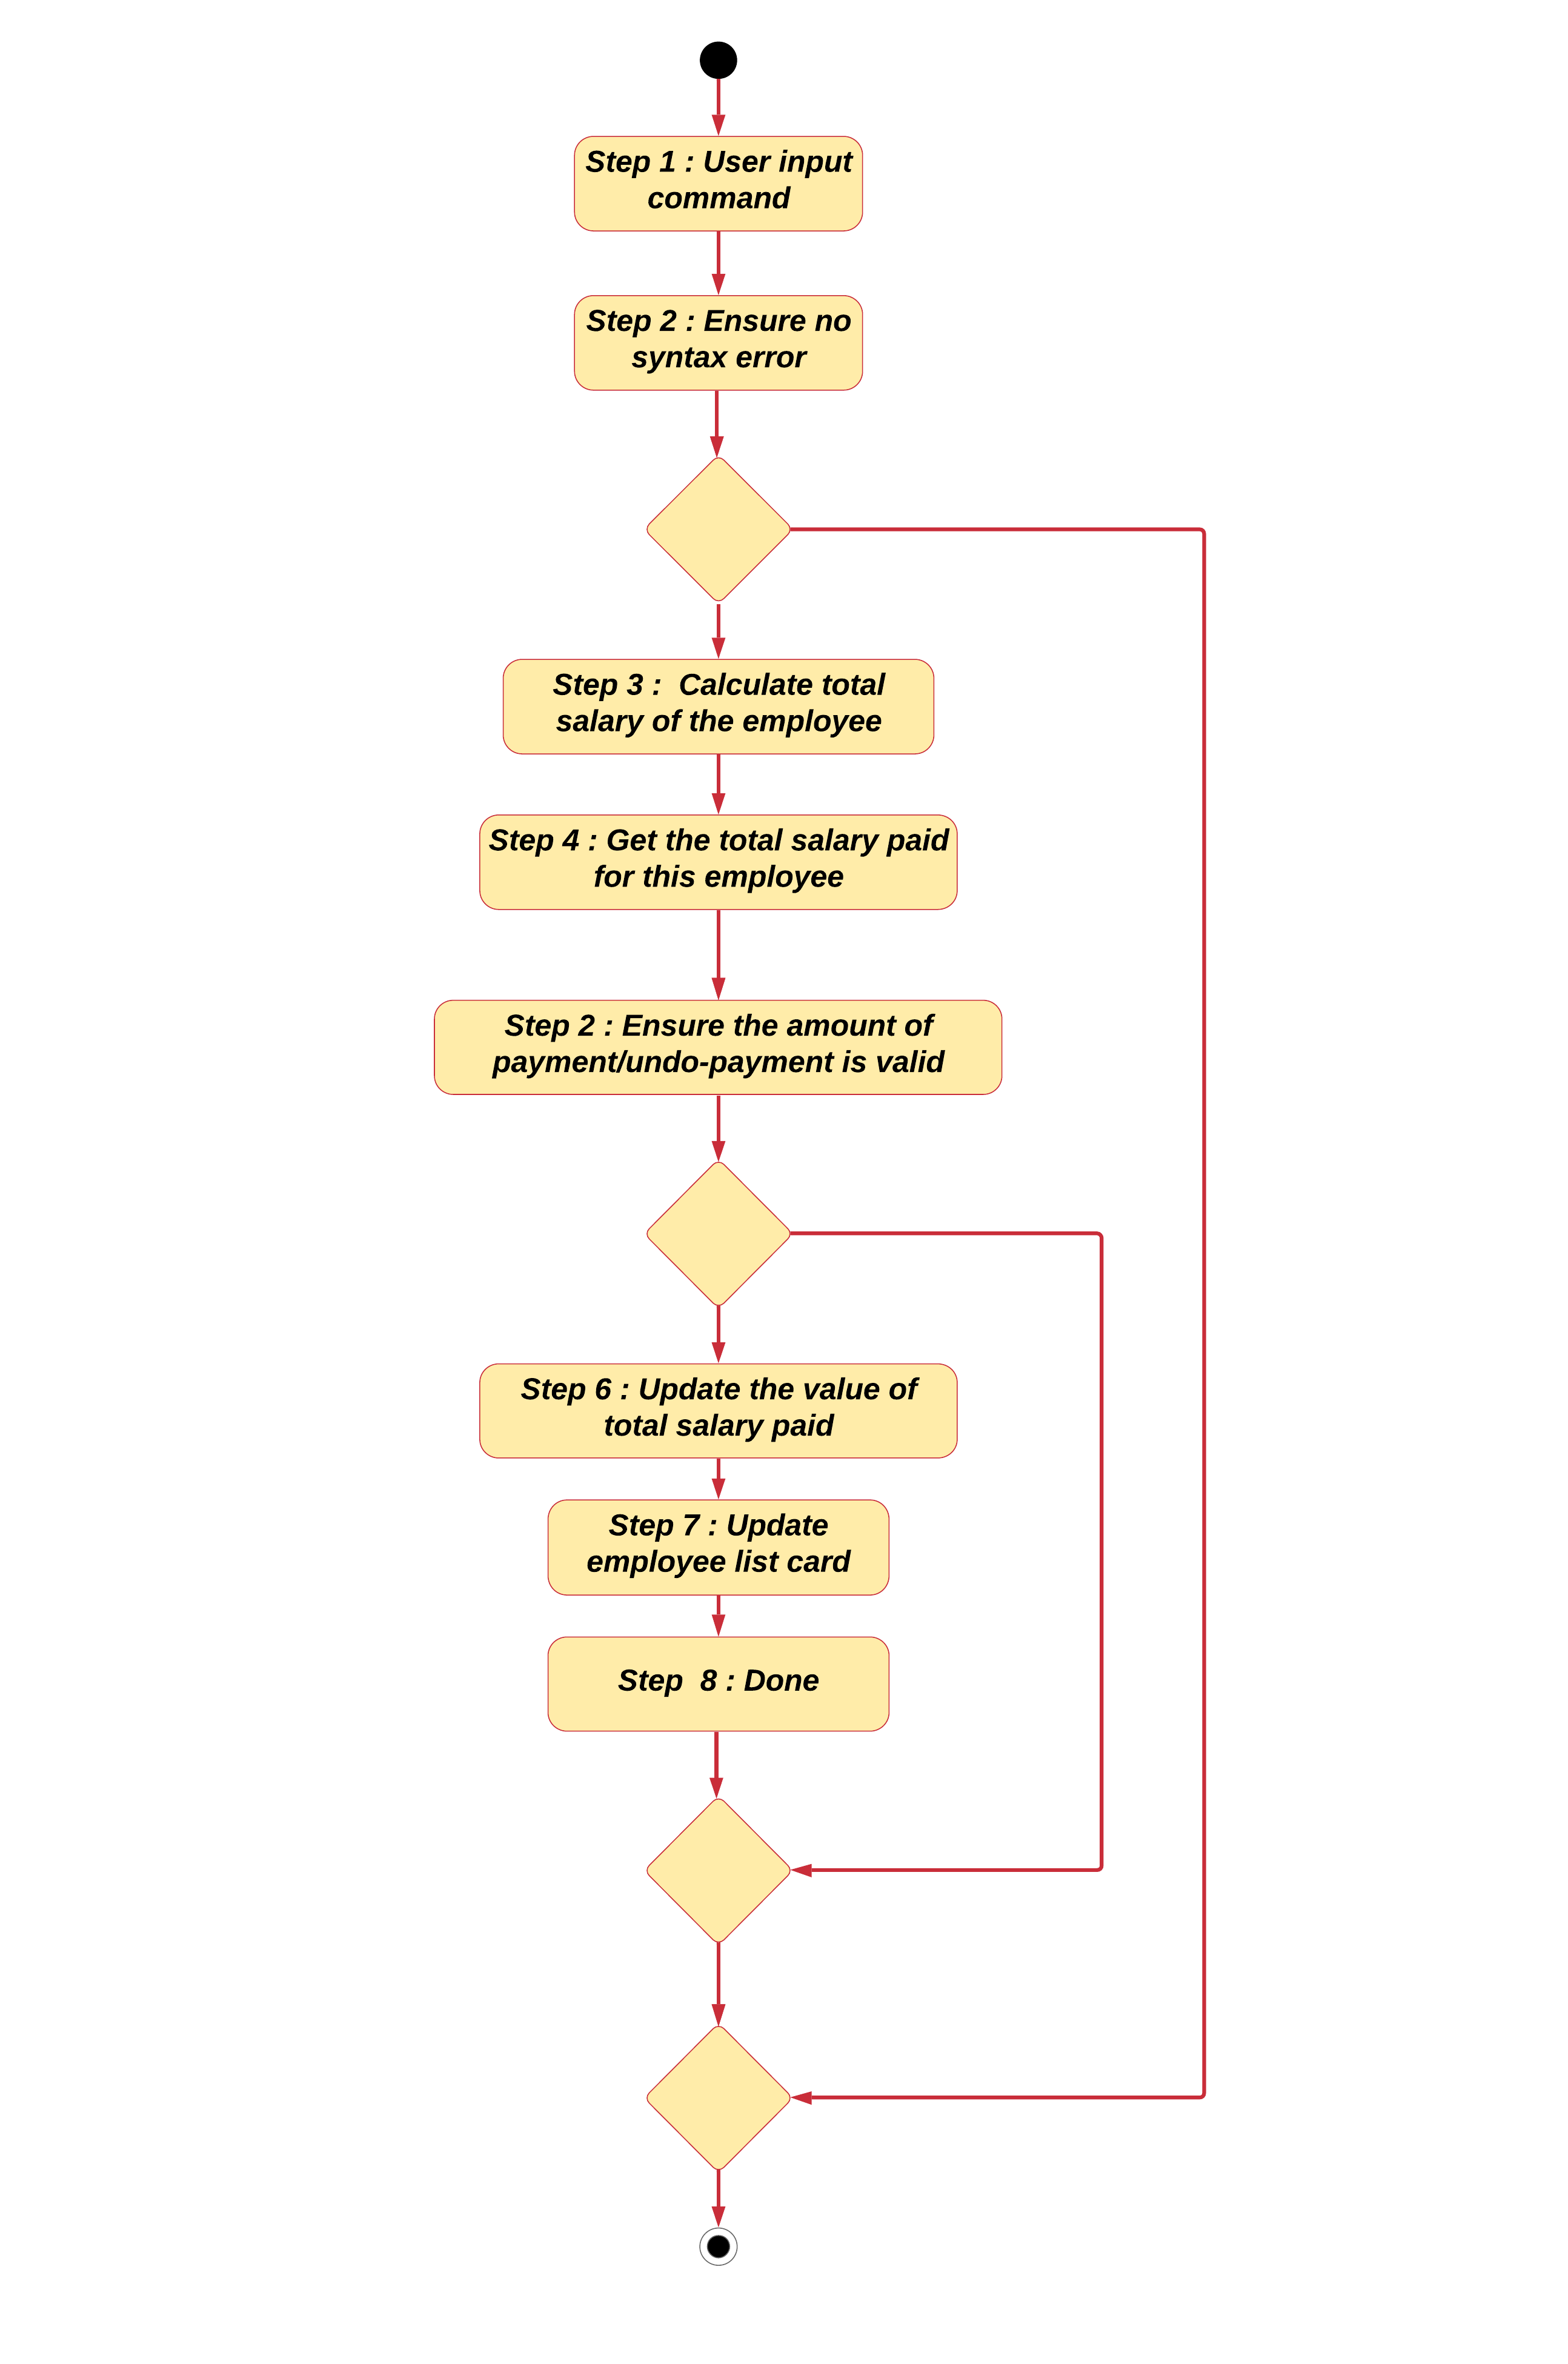 Step 1 : User input
command
Step 2 : Ensure no
syntax error
Step 3 :  Calculate total
salary of the employee
Step 4 : Get the total salary paid
for this employee
Step 2 : Ensure the amount of
payment/undo-payment is valid
Step 6 : Update the value of
total salary paid
Step 7 : Update
employee list card
Step  8 : Done